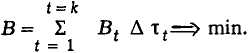 t = k
B = Σ B_t Δ τ_t ⟹ min.
t = 1